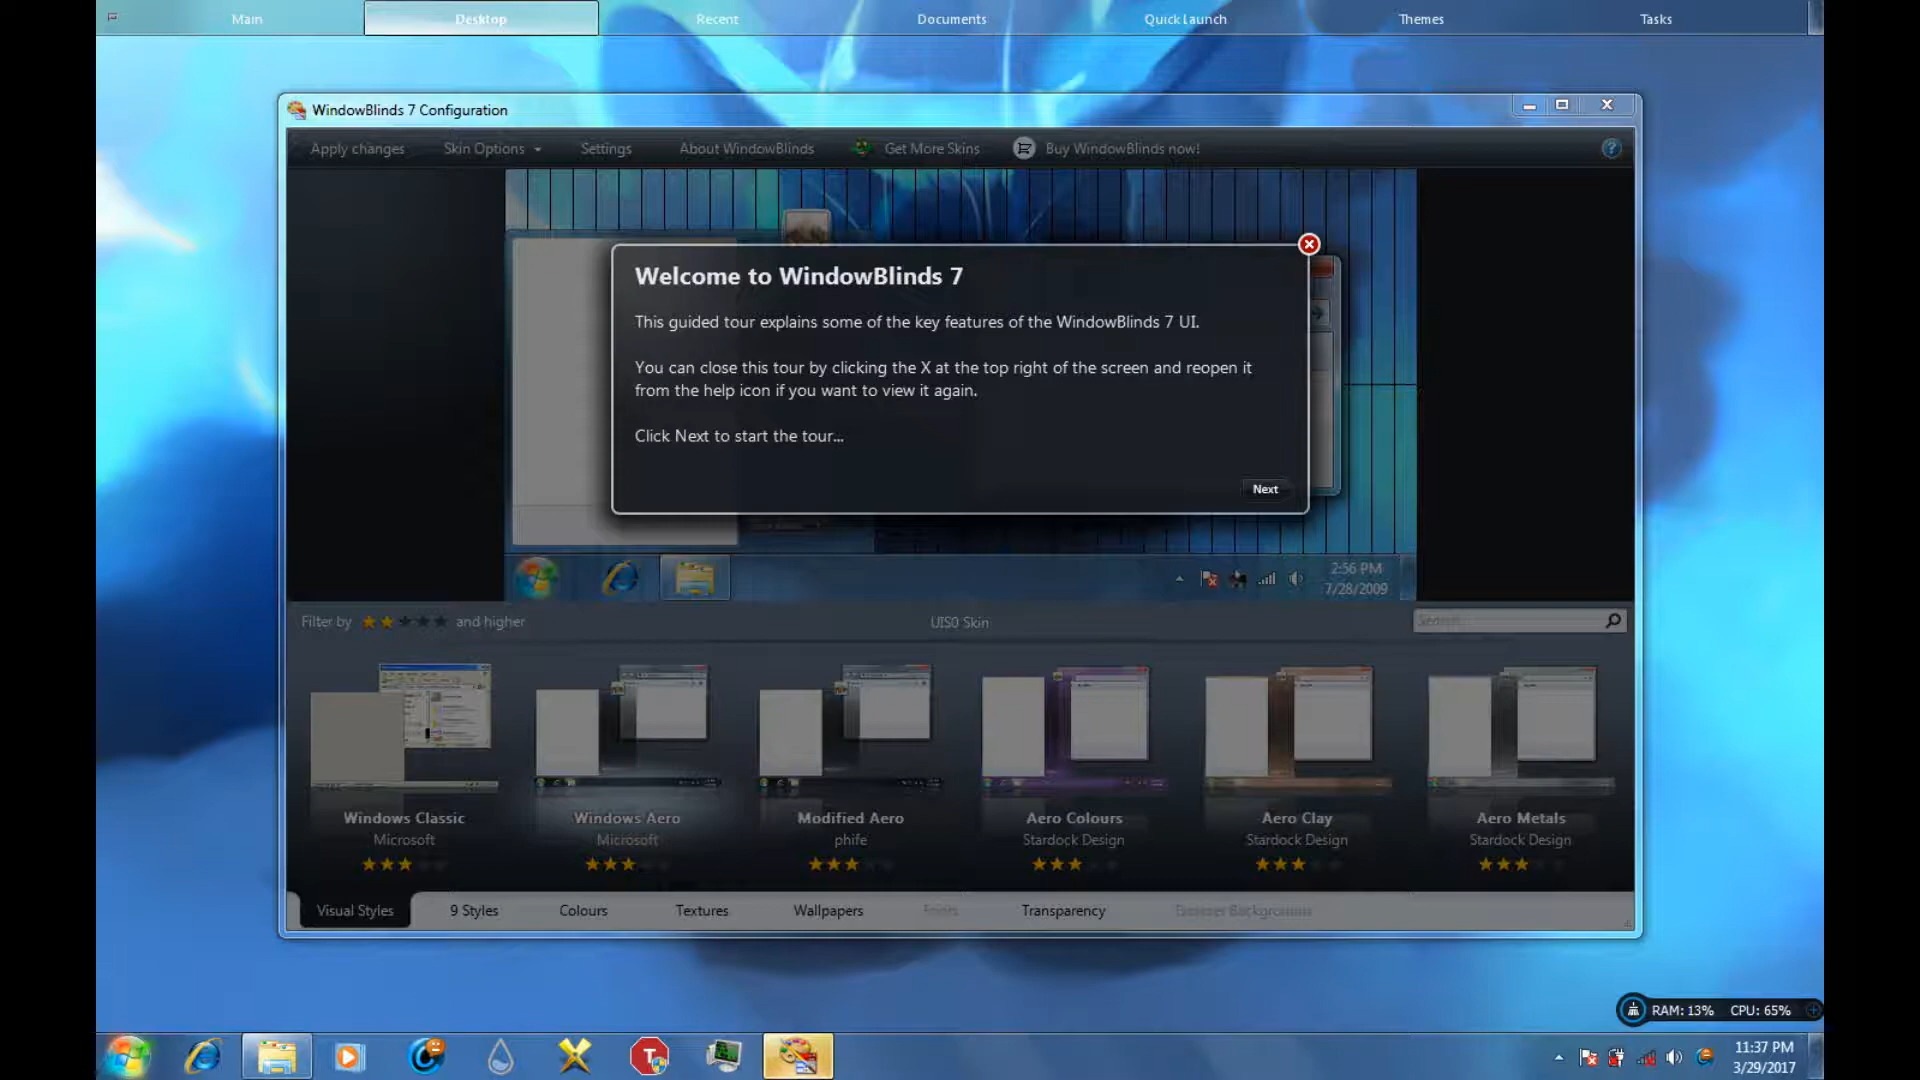 Main Desktop Recent Documents Quick Launch Themes Tasks
WindowBlinds 7 Configuration
Apply changes Skin Options Settings About WindowBlinds Get More Skins Buy WindowBlinds now!
Welcome to WindowBlinds 7
This guided tour explains some of the key features of the WindowBlinds 7 UI.
You can close this tour by clicking the X at the top right of the screen and reopen it
from the help icon if you want to view it again.
Click Next to start the tour...
Next
2:56 PM
7/28/2009
Filter by and higher UIS0 Skin Search
Windows Classic Windows Aero Modified Aero Aero Colours Aero Clay Aero Metals
Microsoft Microsoft phife Stardock Design Stardock Design Stardock Design
Visual Styles 9 Styles Colours Textures Wallpapers Fonts Transparency Explorer Backgrounds
RAM: 13% CPU: 65%
11:37 PM
3/29/2017